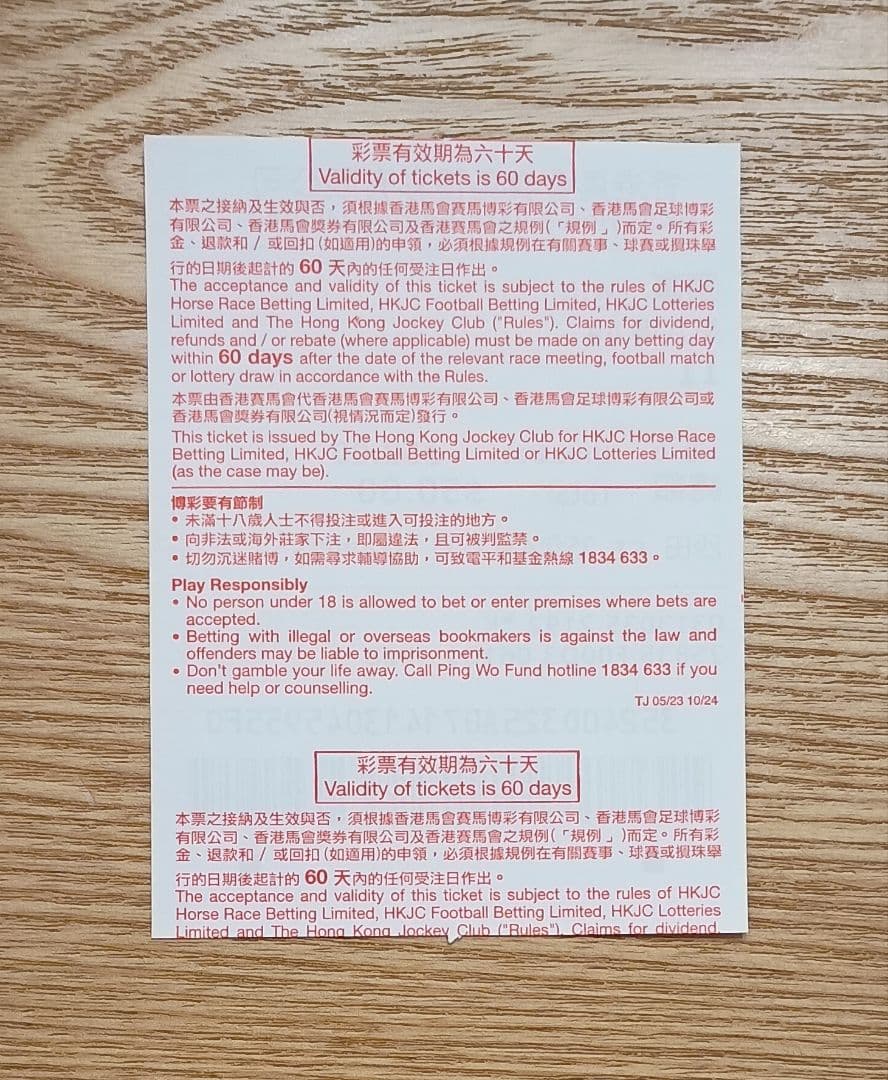 彩票有效期為六十天
Validity of tickets is 60 days
本票之接納及生效與否，須根據香港馬會賽馬博彩有限公司、香港馬會足球博彩
有限公司、香港馬會獎券有限公司及香港賽馬會之規例(「規例」)而定。所有彩
金、退款和 / 或回扣 (如適用)的申領，必須根據規例在有關賽事、球賽或攪珠舉
行的日期後起計的 60 天內的任何受注日作出。
The acceptance and validity of this ticket is subject to the rules of HKJC
Horse Race Betting Limited, HKJC Football Betting Limited, HKJC Lotteries
Limited and The Hong Kong Jockey Club ("Rules"). Claims for dividend,
refunds and / or rebate (where applicable) must be made on any betting day
within 60 days after the date of the relevant race meeting, football match
or lottery draw in accordance with the Rules.
本票由香港賽馬會代香港馬會賽馬博彩有限公司、香港馬會足球博彩有限公司或
香港馬會獎券有限公司(視情況而定)發行。
This ticket is issued by The Hong Kong Jockey Club for HKJC Horse Race
Betting Limited, HKJC Football Betting Limited or HKJC Lotteries Limited
(as the case may be).
博彩要有節制
• 未滿十八歲人士不得投注或進入可投注的地方。
• 向非法或海外莊家下注，即屬違法，且可被判監禁。
• 切勿沉迷賭博，如需尋求輔導協助，可致電平和基金熱線 1834 633。
Play Responsibly
• No person under 18 is allowed to bet or enter premises where bets are
accepted.
• Betting with illegal or overseas bookmakers is against the law and
offenders may be liable to imprisonment.
• Don't gamble your life away. Call Ping Wo Fund hotline 1834 633 if you
need help or counselling.
TJ 05/23 10/24
彩票有效期為六十天
Validity of tickets is 60 days
本票之接納及生效與否，須根據香港馬會賽馬博彩有限公司、香港馬會足球博彩
有限公司、香港馬會獎券有限公司及香港賽馬會之規例(「規例」)而定。所有彩
金、退款和 / 或回扣 (如適用)的申領，必須根據規例在有關賽事、球賽或攪珠舉
行的日期後起計的 60 天內的任何受注日作出。
The acceptance and validity of this ticket is subject to the rules of HKJC
Horse Race Betting Limited, HKJC Football Betting Limited, HKJC Lotteries
Limited and The Hong Kong Jockey Club ("Rules"). Claims for dividend,